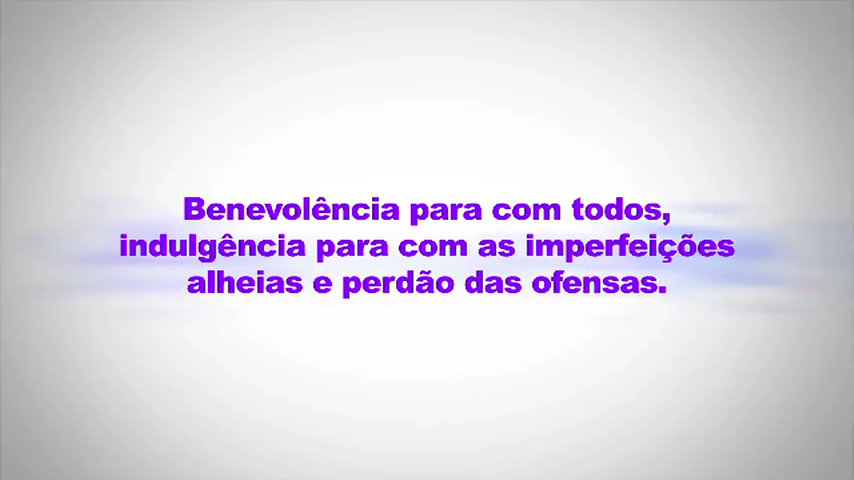 Benevolência para com todos,
indulgência para com as imperfeições
alheias e perdão das ofensas.